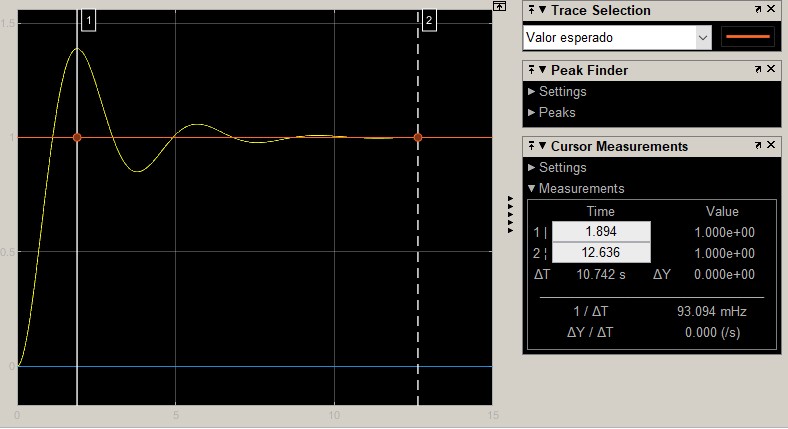 1.5
1
0.5
0
0
5
10
15
1
2
Trace Selection
Valor esperado
Peak Finder
Settings
Peaks
Cursor Measurements
Settings
Measurements
Time Value
1 | 1.894 1.000e+00
2 ¦ 12.636 1.000e+00
ΔT 10.742 s ΔY 0.000e+00
1 / ΔT 93.094 mHz
ΔY / ΔT 0.000 (/s)